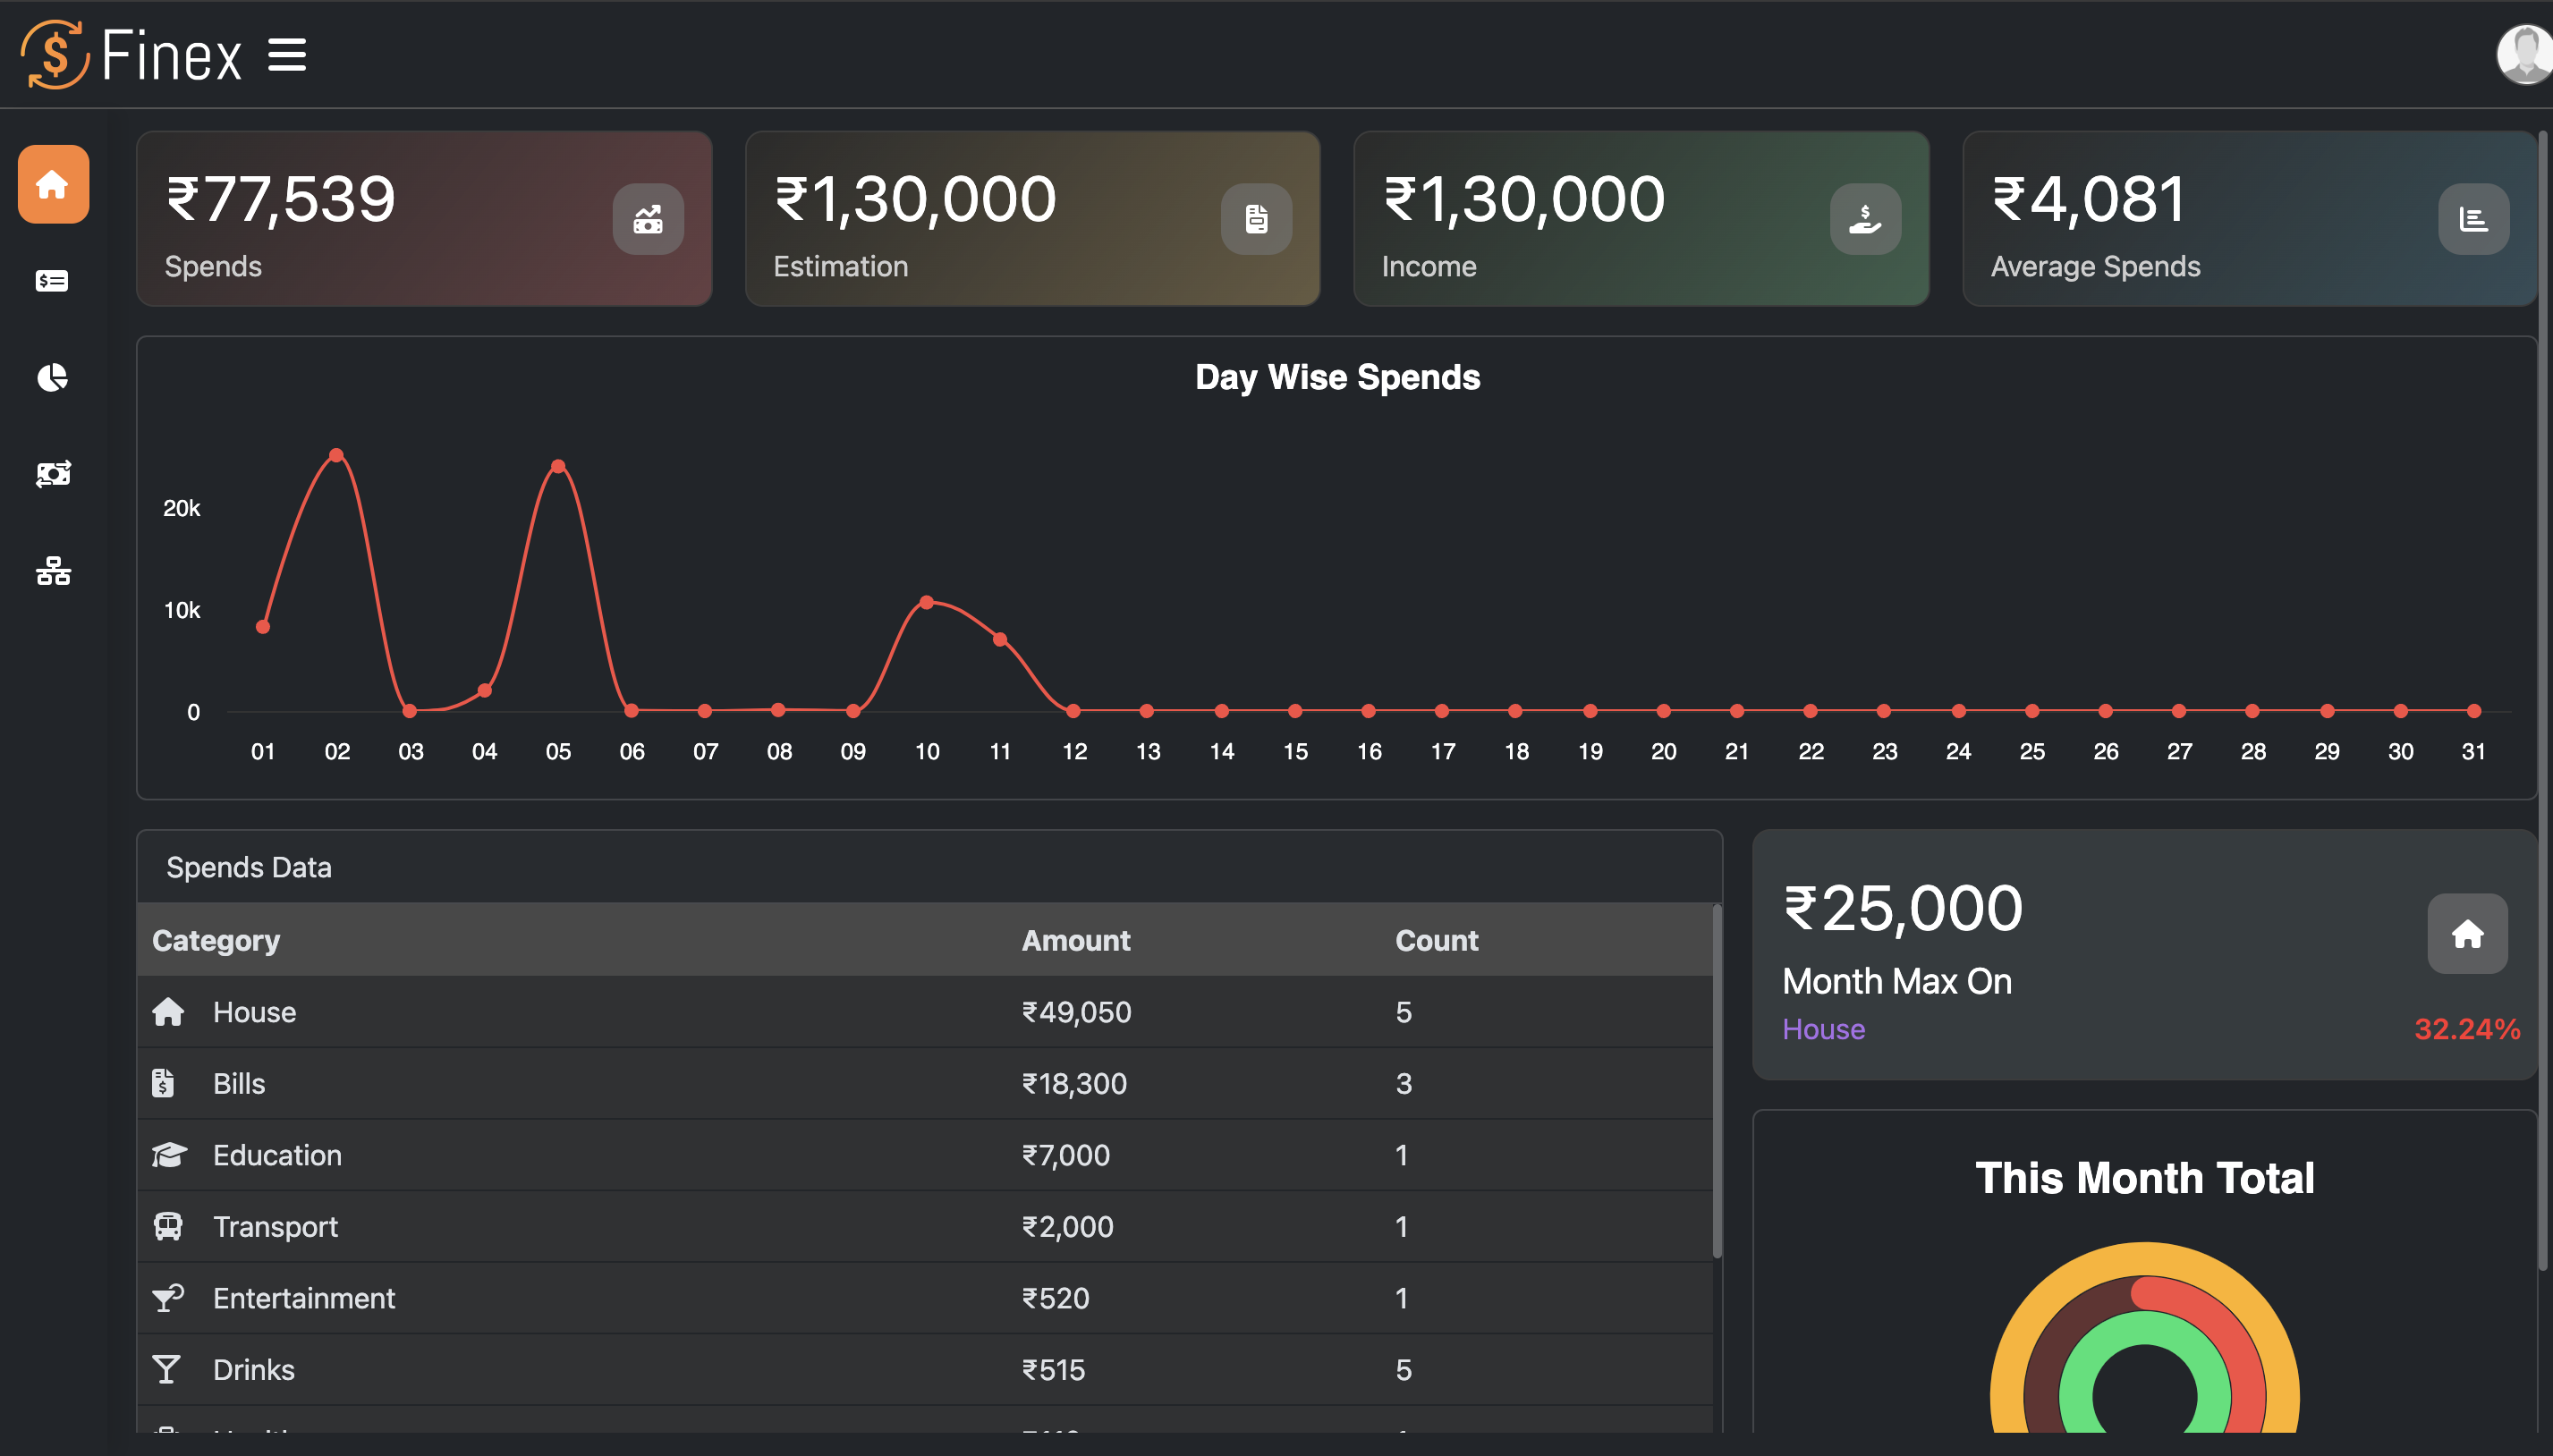 Finex
₹77,539
Spends
₹1,30,000
Estimation
₹1,30,000
Income
₹4,081
Average Spends
Day Wise Spends
20k
10k
0
01 02 03 04 05 06 07 08 09 10 11 12 13 14 15 16 17 18 19 20 21 22 23 24 25 26 27 28 29 30 31
Spends Data
Category Amount Count
House ₹49,050 5
Bills ₹18,300 3
Education ₹7,000 1
Transport ₹2,000 1
Entertainment ₹520 1
Drinks ₹515 5
₹25,000
Month Max On
House 32.24%
This Month Total